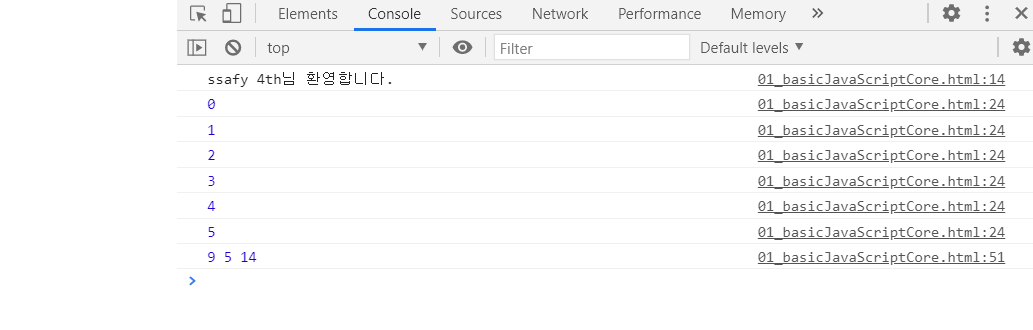 Elements Console Sources Network Performance Memory
top Filter Default levels
ssafy 4th님 환영합니다. 01_basicJavaScriptCore.html:14
0 01_basicJavaScriptCore.html:24
1 01_basicJavaScriptCore.html:24
2 01_basicJavaScriptCore.html:24
3 01_basicJavaScriptCore.html:24
4 01_basicJavaScriptCore.html:24
5 01_basicJavaScriptCore.html:24
9 5 14 01_basicJavaScriptCore.html:51